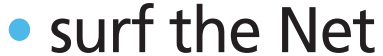 • surf the Net